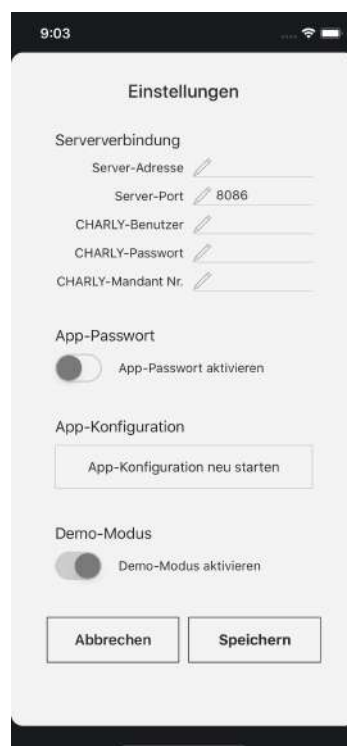 9:03
Einstellungen
Serververbindung
Server-Adresse
Server-Port 8086
CHARLY-Benutzer
CHARLY-Passwort
CHARLY-Mandant Nr.
App-Passwort
App-Passwort aktivieren
App-Konfiguration
App-Konfiguration neu starten
Demo-Modus
Demo-Modus aktivieren
Abbrechen Speichern